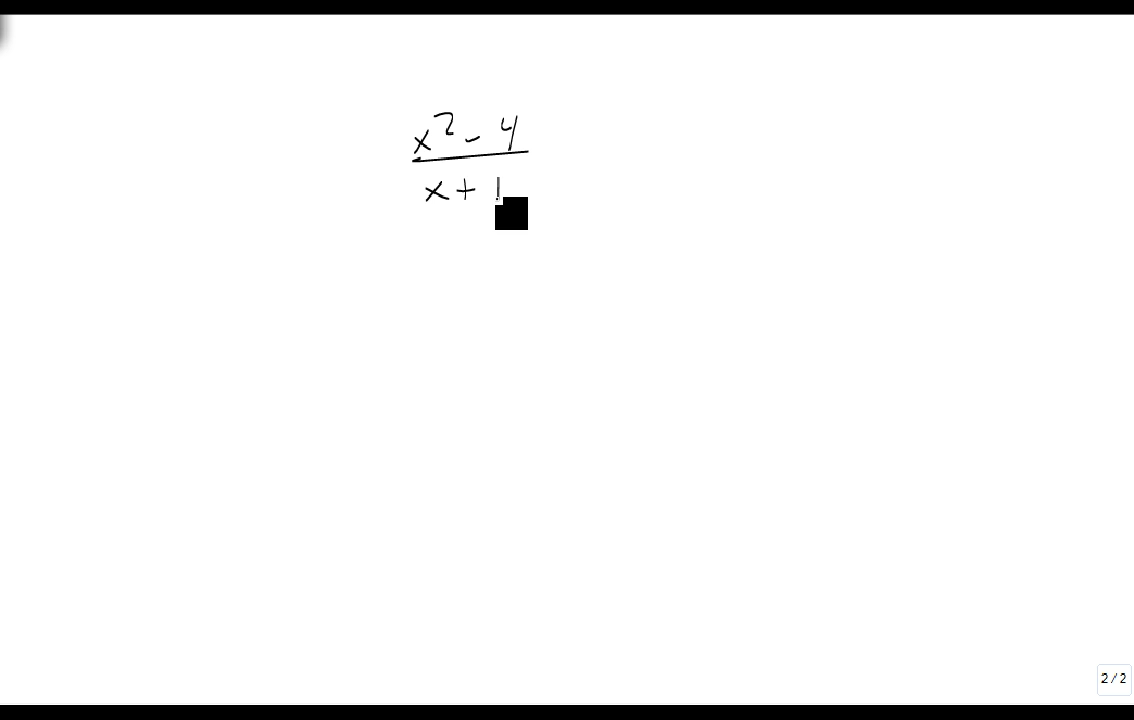 x² - 4
x + 1
2/2